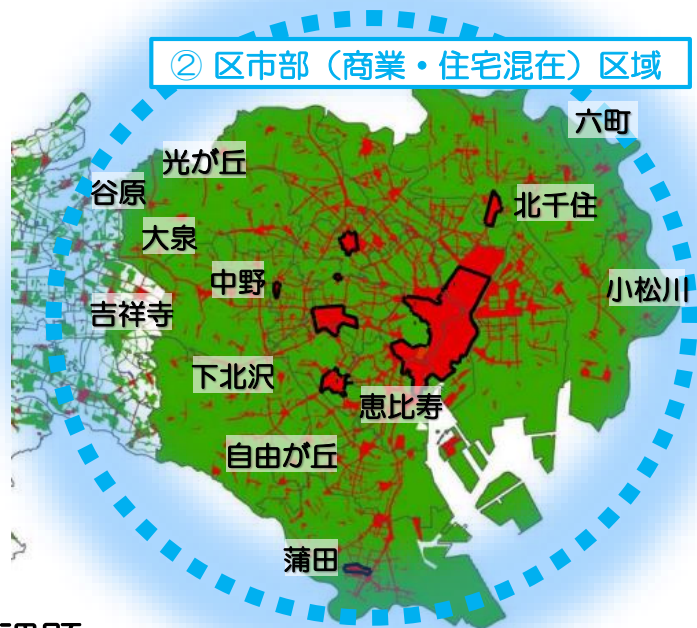 ② 区市部（商業・住宅混在）区域
六町
光が丘
谷原
北千住
大泉
中野
小松川
吉祥寺
下北沢
恵比寿
自由が丘
蒲田